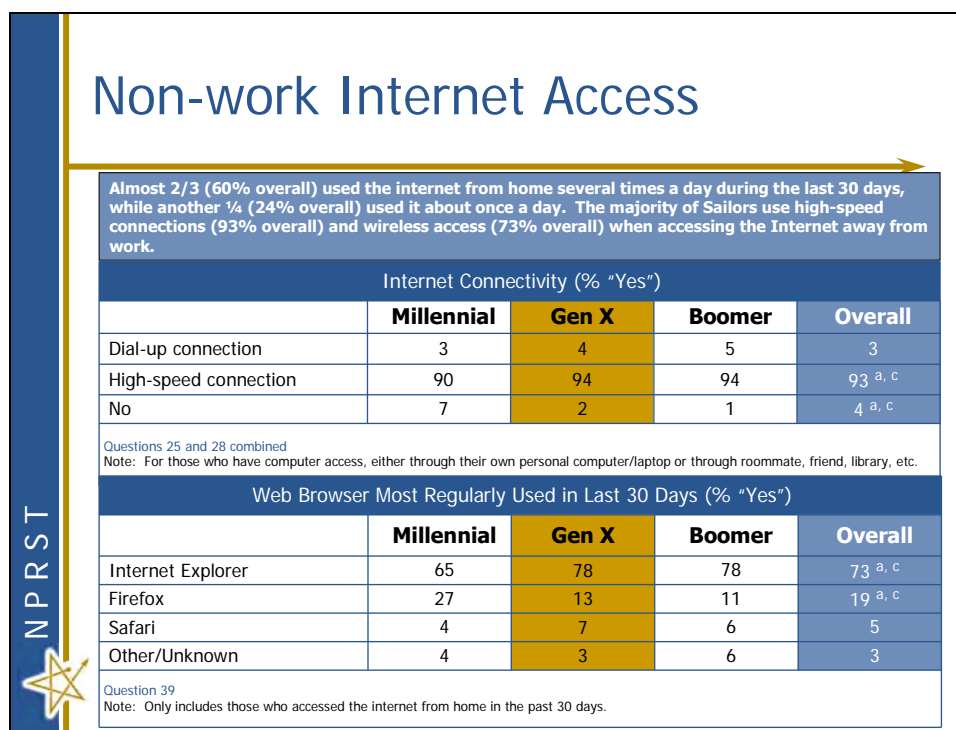 Non-work Internet Access
Almost 2/3 (60% overall) used the internet from home several times a day during the last 30 days,
while another ¼ (24% overall) used it about once a day.  The majority of Sailors use high-speed
connections (93% overall) and wireless access (73% overall) when accessing the Internet away from
work.
Internet Connectivity (% "Yes")
Millennial Gen X Boomer Overall
Dial-up connection 3 4 5 3
High-speed connection 90 94 94 93 a, c
No 7 2 1 4 a, c
Questions 25 and 28 combined
Note:  For those who have computer access, either through their own personal computer/laptop or through roommate, friend, library, etc.
Web Browser Most Regularly Used in Last 30 Days (% "Yes")
Millennial Gen X Boomer Overall
Internet Explorer 65 78 78 73 a, c
Firefox 27 13 11 19 a, c
Safari 4 7 6 5
Other/Unknown 4 3 6 3
Question 39
Note:  Only includes those who accessed the internet from home in the past 30 days.
NPRST